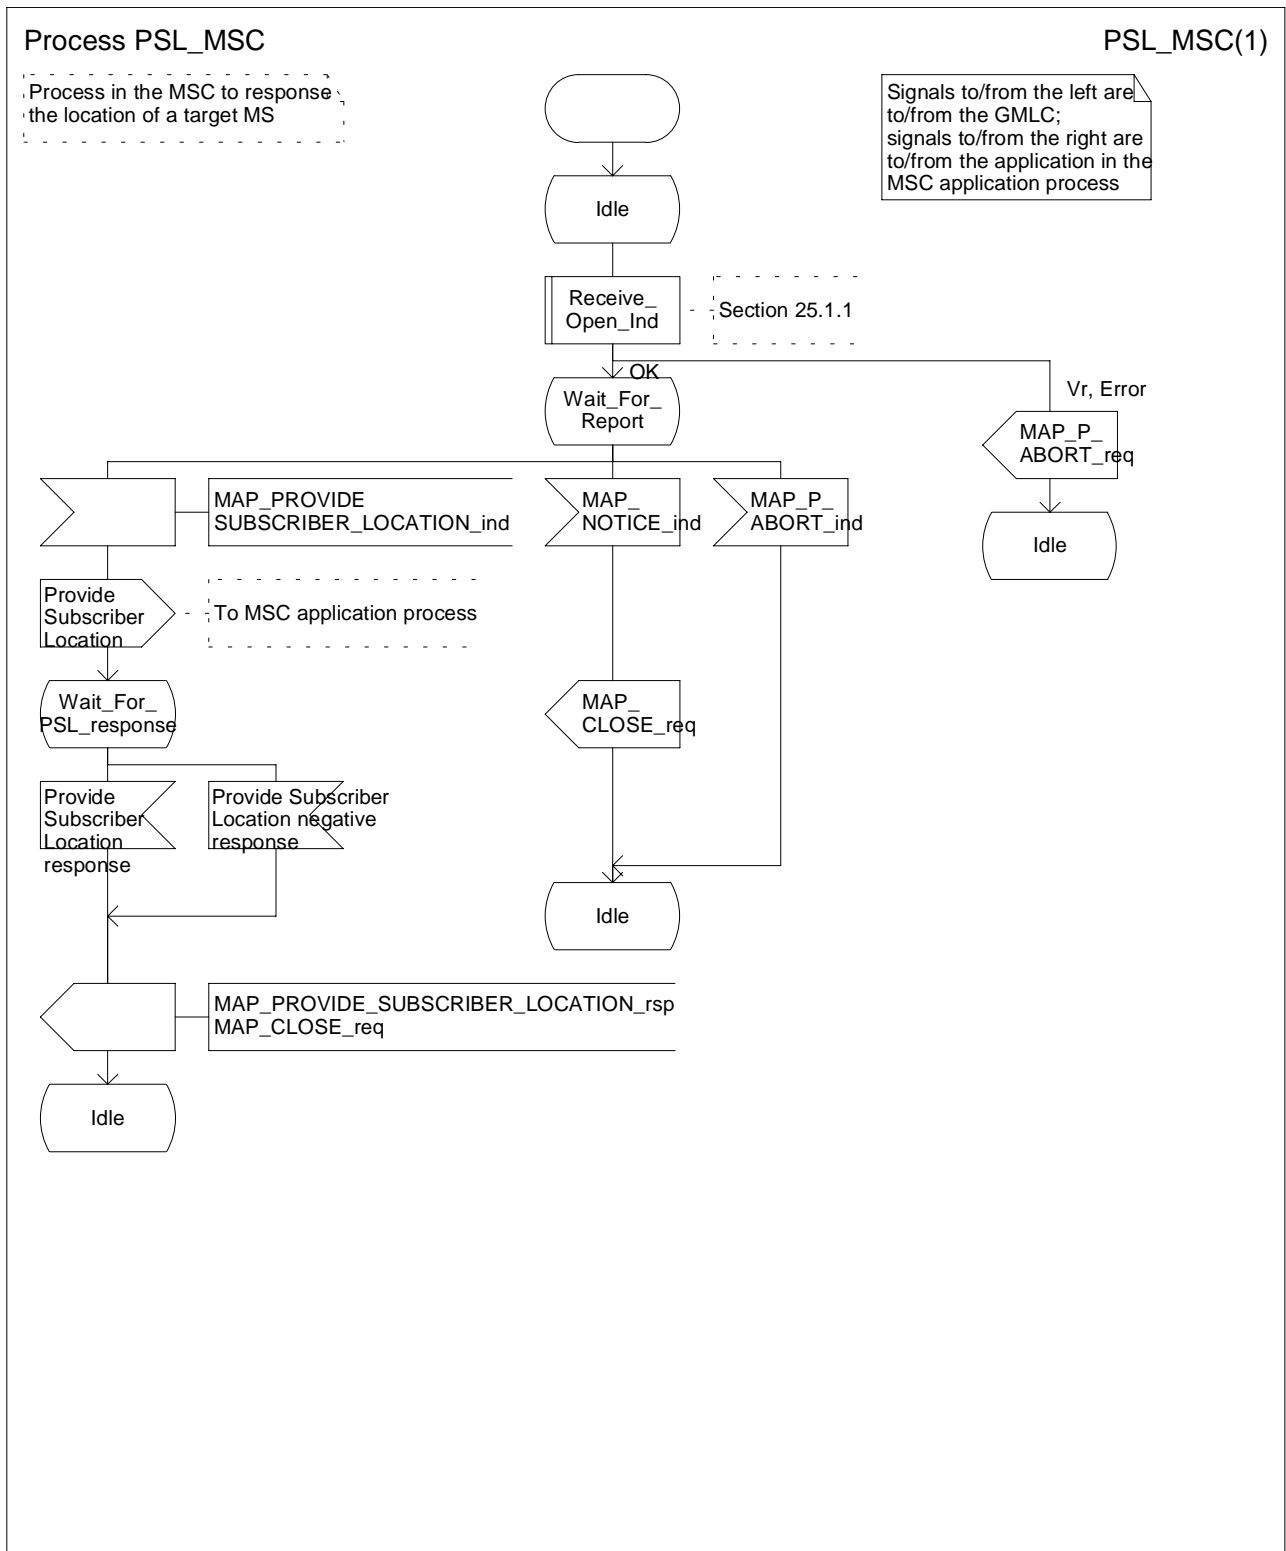 Process PSL_MSC
PSL_MSC(1)
Process in the MSC to response
the location of a target MS
Signals to/from the left are
to/from the GMLC;
signals to/from the right are
to/from the application in the
MSC application process
Idle
Receive_
Open_Ind
Section 25.1.1
OK
Vr, Error
Wait_For_
Report
MAP_P_
ABORT_req
Idle
MAP_PROVIDE
SUBSCRIBER_LOCATION_ind
MAP_
NOTICE_ind
MAP_P_
ABORT_ind
Provide
Subscriber
Location
To MSC application process
Wait_For_
PSL_response
MAP_
CLOSE_req
Provide
Subscriber
Location
response
Provide Subscriber
Location negative
response
Idle
MAP_PROVIDE_SUBSCRIBER_LOCATION_rsp
MAP_CLOSE_req
Idle